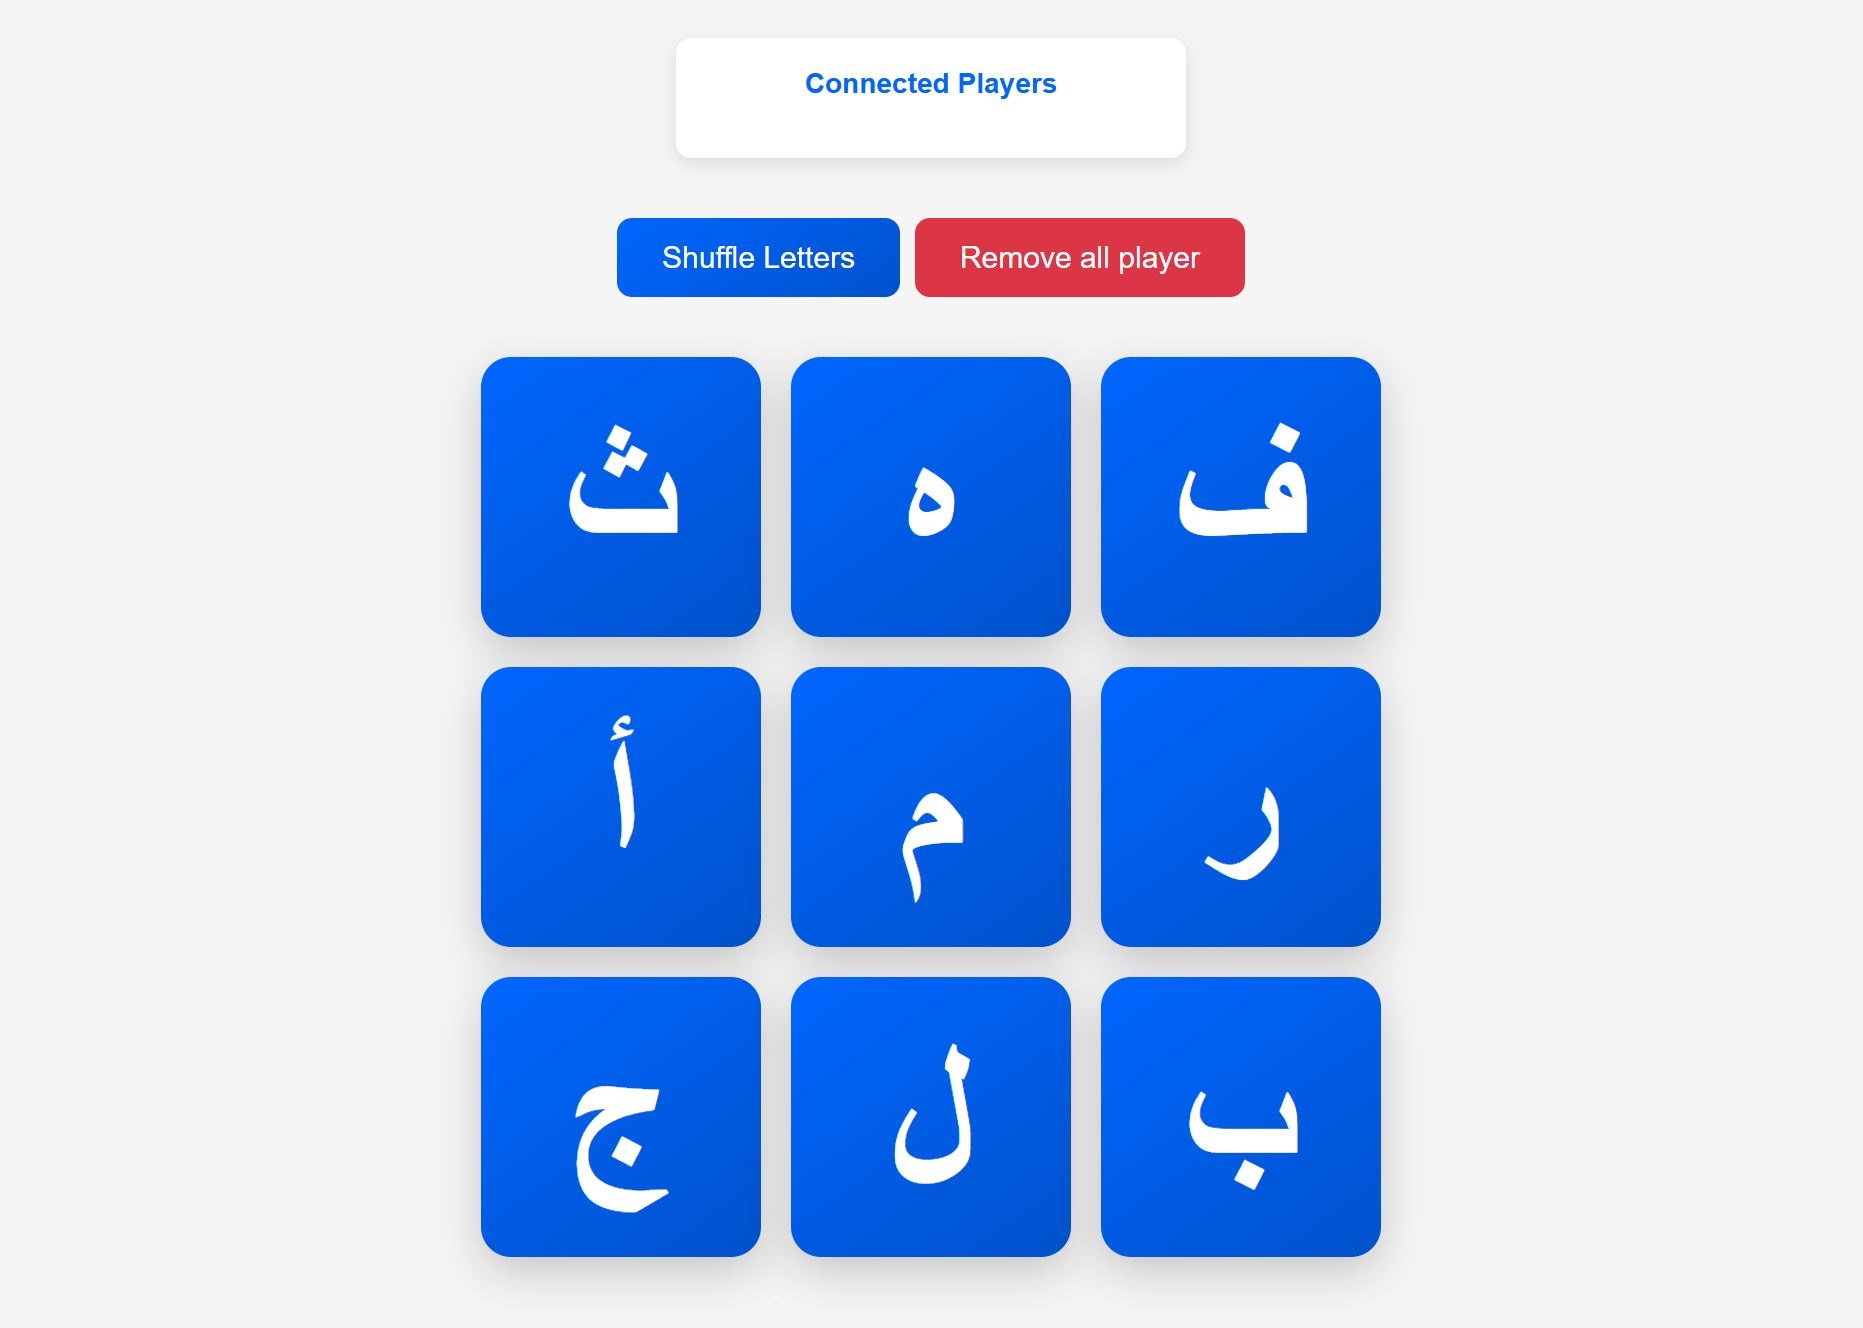 Connected Players
Shuffle Letters Remove all player
ف ه ث
ر م أ
ب ل ج